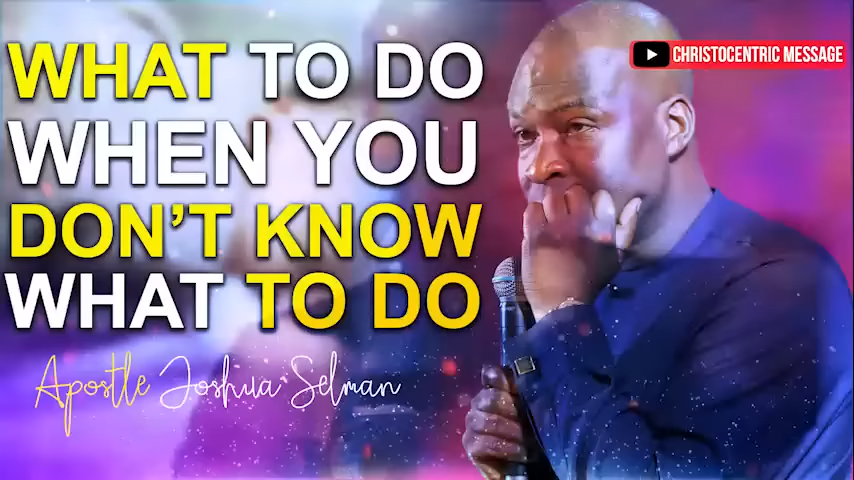 WHAT TO DO
WHEN YOU
DON'T KNOW
WHAT TO DO
Apostle Joshua Selman
CHRISTOCENTRIC MESSAGE